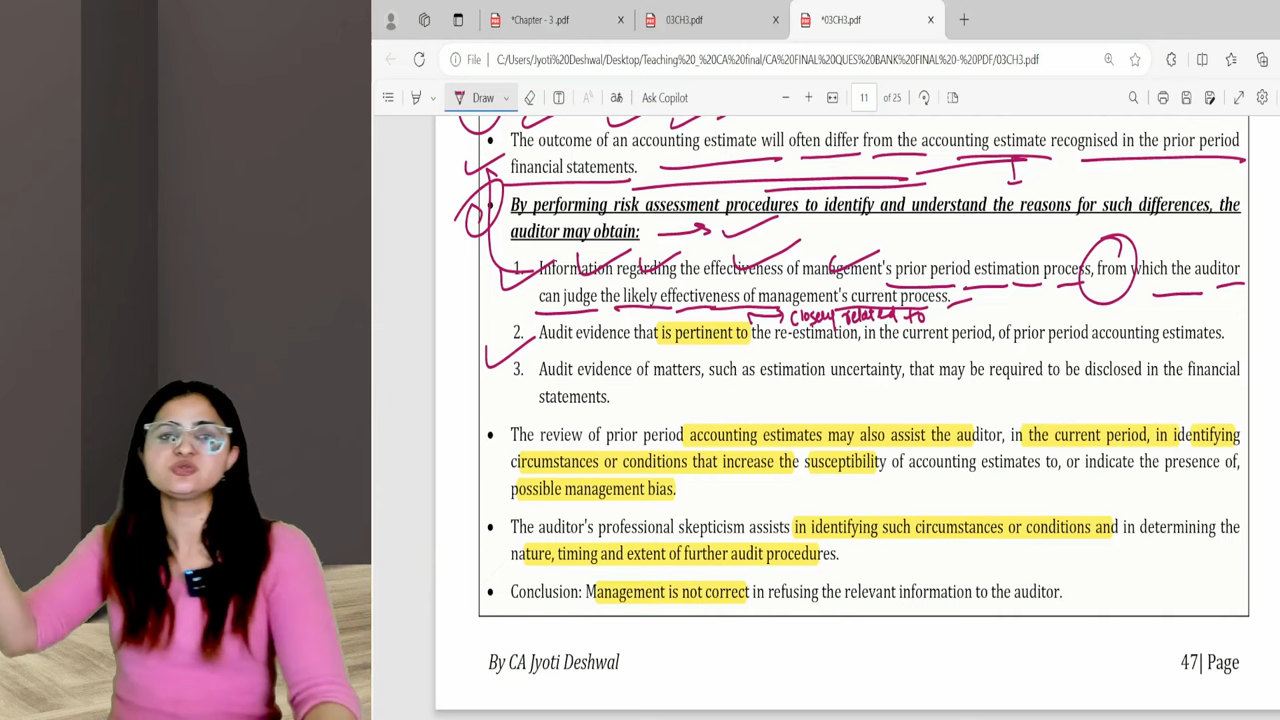 *Chapter - 3 .pdf
03CH3.pdf
*03CH3.pdf
File
C:/Users/Jyoti%20Deshwal/Desktop/Teaching%20_%20CA%20final/CA%20FINAL%20QUES%20BANK%20FINAL%20-%20PDF/03CH3.pdf
Draw
Ask Copilot
11 of 25
• The outcome of an accounting estimate will often differ from the accounting estimate recognised in the prior period
financial statements.
• By performing risk assessment procedures to identify and understand the reasons for such differences, the
auditor may obtain:
1. Information regarding the effectiveness of management's prior period estimation process, from which the auditor
can judge the likely effectiveness of management's current process.
closely related to
2. Audit evidence that is pertinent to the re-estimation, in the current period, of prior period accounting estimates.
3. Audit evidence of matters, such as estimation uncertainty, that may be required to be disclosed in the financial
statements.
• The review of prior period accounting estimates may also assist the auditor, in the current period, in identifying
circumstances or conditions that increase the susceptibility of accounting estimates to, or indicate the presence of,
possible management bias.
• The auditor's professional skepticism assists in identifying such circumstances or conditions and in determining the
nature, timing and extent of further audit procedures.
• Conclusion: Management is not correct in refusing the relevant information to the auditor.
By CA Jyoti Deshwal
47| Page